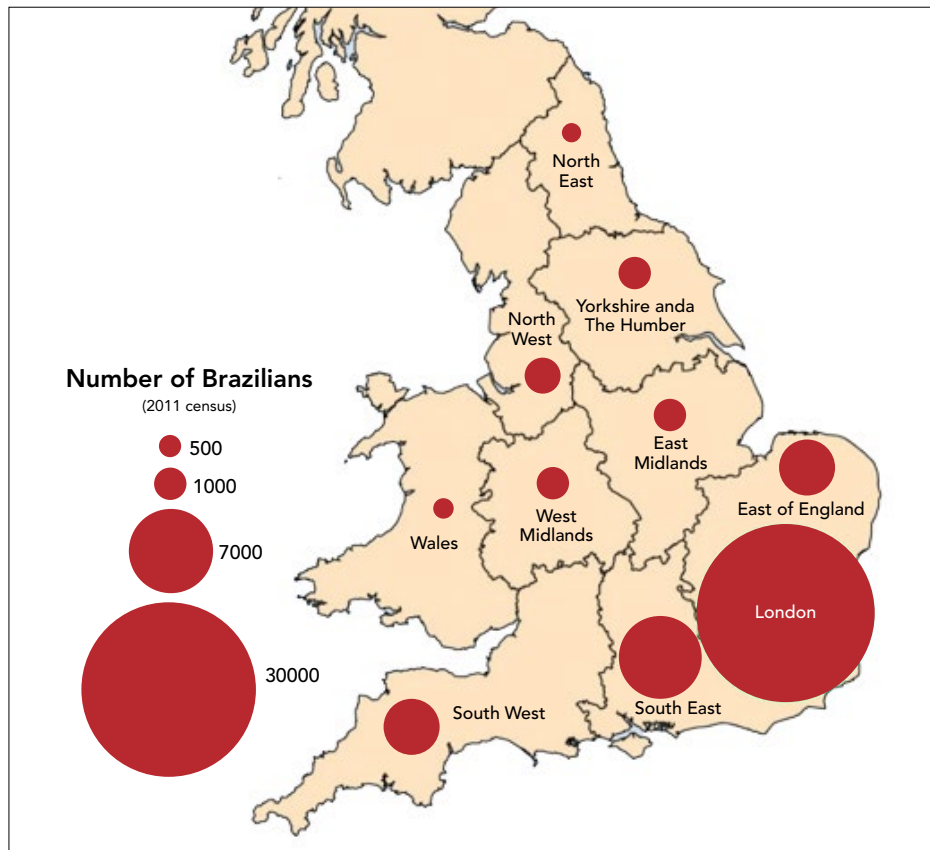 North
East
Yorkshire anda
The Humber
North
West
Number of Brazilians
(2011 census)
500
1000
7000
30000
East
Midlands
East of England
West
Midlands
Wales
London
South West
South East